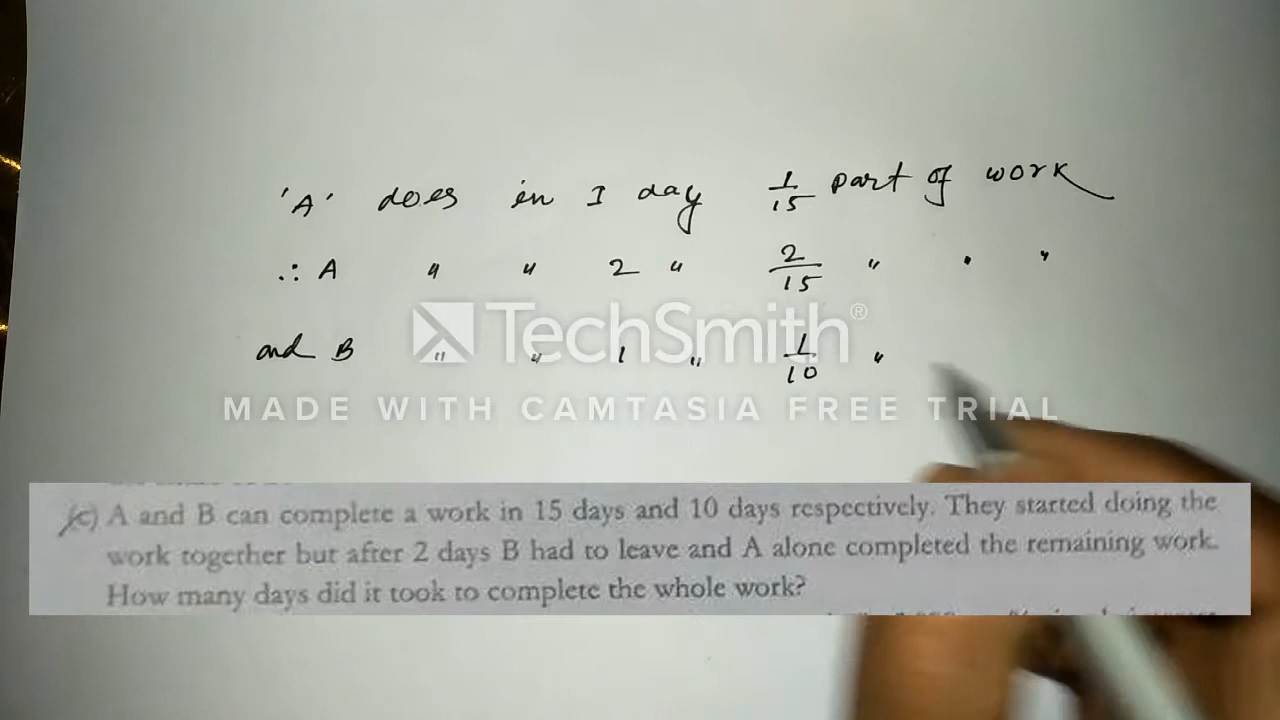 'A' does in 1 day 1/15 part of work
∴ A " " 2 " 2/15 " " "
and B " " 1 " 1/10 "
TechSmith®
MADE WITH CAMTASIA FREE TRIAL
(c) A and B can complete a work in 15 days and 10 days respectively. They started doing the
work together but after 2 days B had to leave and A alone completed the remaining work.
How many days did it took to complete the whole work?